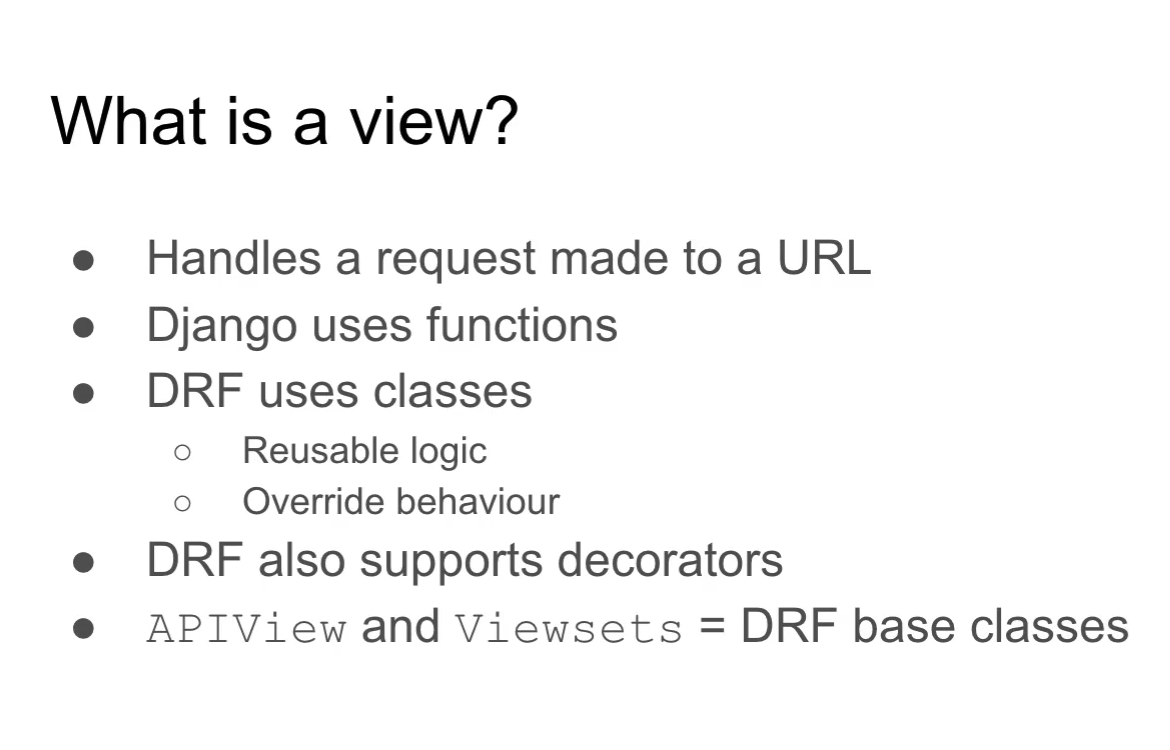 What is a view?
● Handles a request made to a URL
● Django uses functions
● DRF uses classes
○ Reusable logic
○ Override behaviour
● DRF also supports decorators
● APIView and Viewsets = DRF base classes